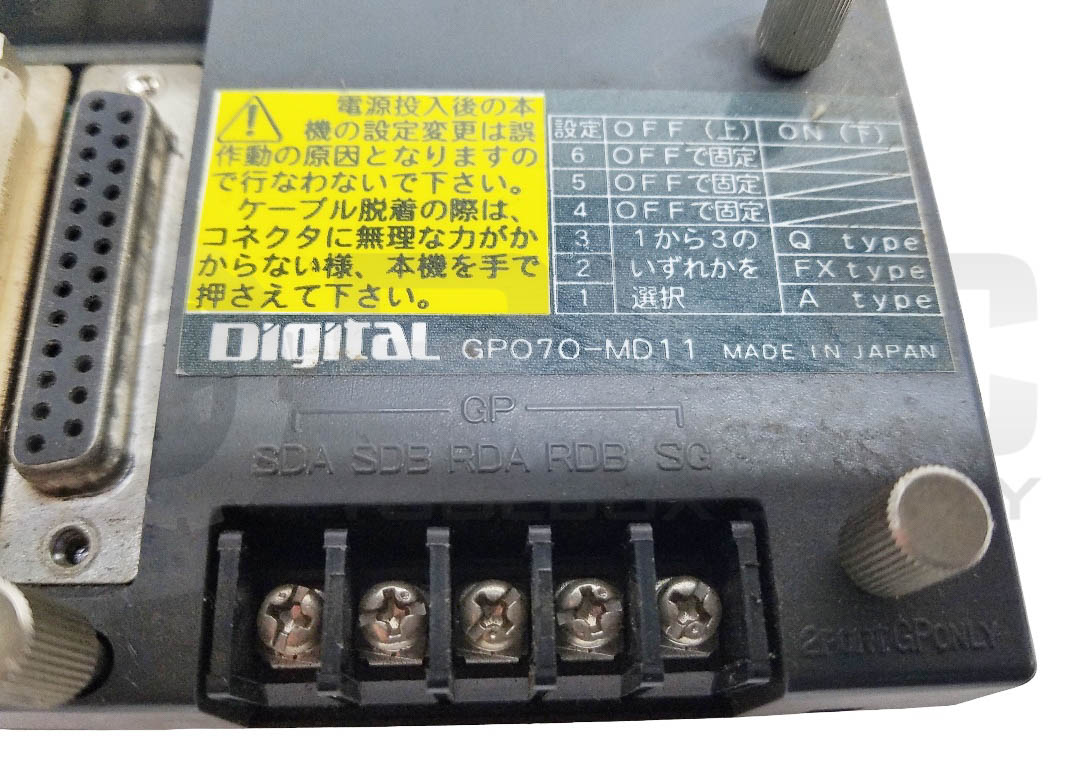 電源投入後の本
機の設定変更は誤
作動の原因となりますの
で行なわないで下さい。
ケーブル脱着の際は、
コネクタに無理な力がか
からない様、本機を手で
押さえて下さい。
設定 OFF（上） ON（下）
6 OFFで固定
5 OFFで固定
4 OFFで固定
3 1から3の Q type
2 いずれかを FX type
1 選択 A type
Digital GP070-MD11 MADE IN JAPAN
GP
SDA SDB RDA RDB SG
GP ONLY